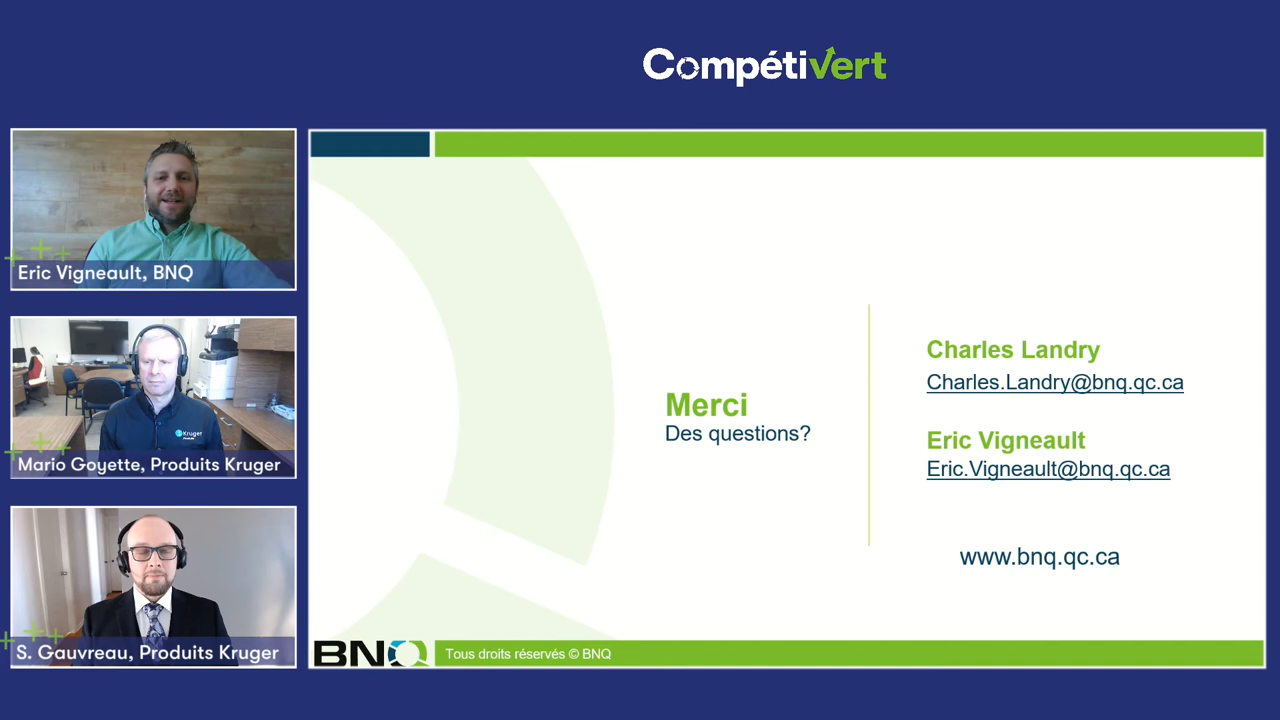 CompétiVert
Eric Vigneault, BNQ
Kruger
Mario Goyette, Produits Kruger
S. Gauvreau, Produits Kruger
Merci
Des questions?
Charles Landry
Charles.Landry@bnq.qc.ca
Eric Vigneault
Eric.Vigneault@bnq.qc.ca
www.bnq.qc.ca
BNQ
Tous droits réservés © BNQ